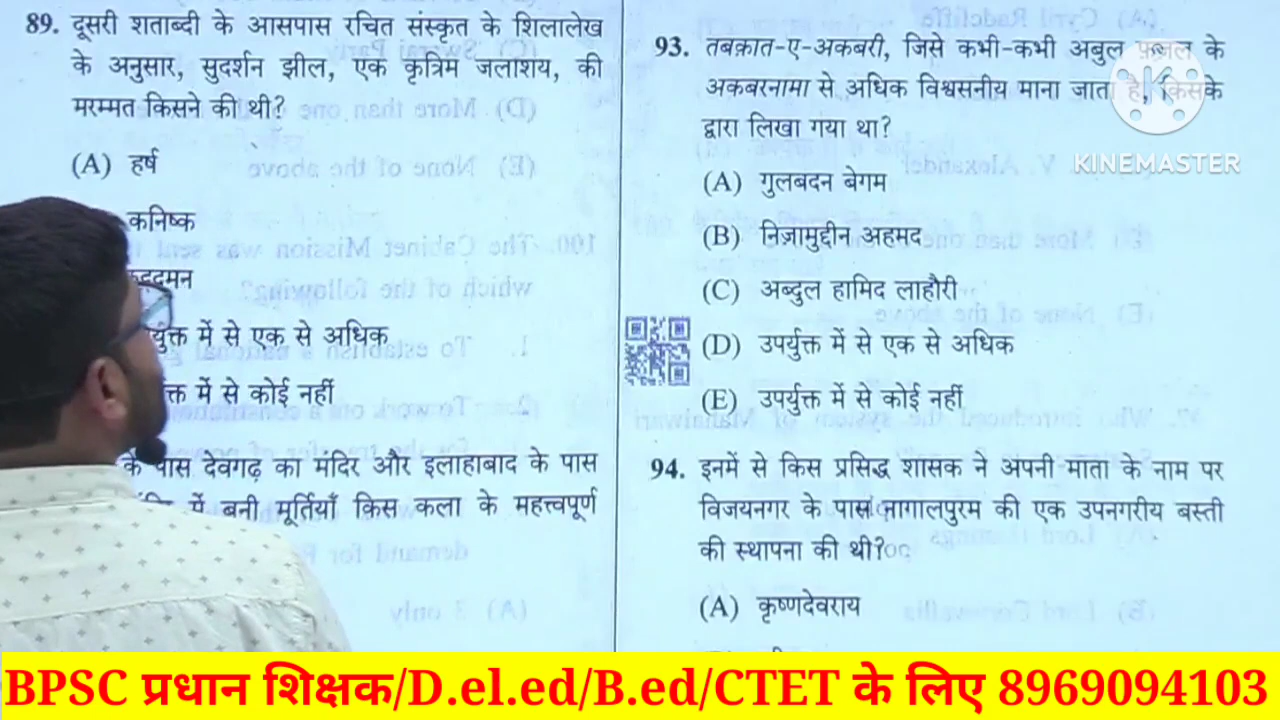 89. दूसरी शताब्दी के आसपास रचित संस्कृत के शिलालेख
के अनुसार, सुदर्शन झील, एक कृत्रिम जलाशय, की
मरम्मत किसने की थी?
(A) हर्ष
कनिष्क
में से एक से अधिक
में से कोई नहीं
के पास देवगढ़ का मंदिर और इलाहाबाद के पास
में बनी मूर्तियाँ किस कला के महत्त्वपूर्ण
93. तबक़ात-ए-अकबरी, जिसे कभी-कभी अबुल फ़ज़ल के
अकबरनामा से अधिक विश्वसनीय माना जाता है, किसके
द्वारा लिखा गया था?
(A) गुलबदन बेगम
(B) निज़ामुद्दीन अहमद
(C) अब्दुल हामिद लाहौरी
(D) उपर्युक्त में से एक से अधिक
(E) उपर्युक्त में से कोई नहीं
94. इनमें से किस प्रसिद्ध शासक ने अपनी माता के नाम पर
विजयनगर के पास नागालपुरम की एक उपनगरीय बस्ती
की स्थापना की थी?
(A) कृष्णदेवराय
KINEMASTER
BPSC प्रधान शिक्षक/D.el.ed/B.ed/CTET के लिए 8969094103